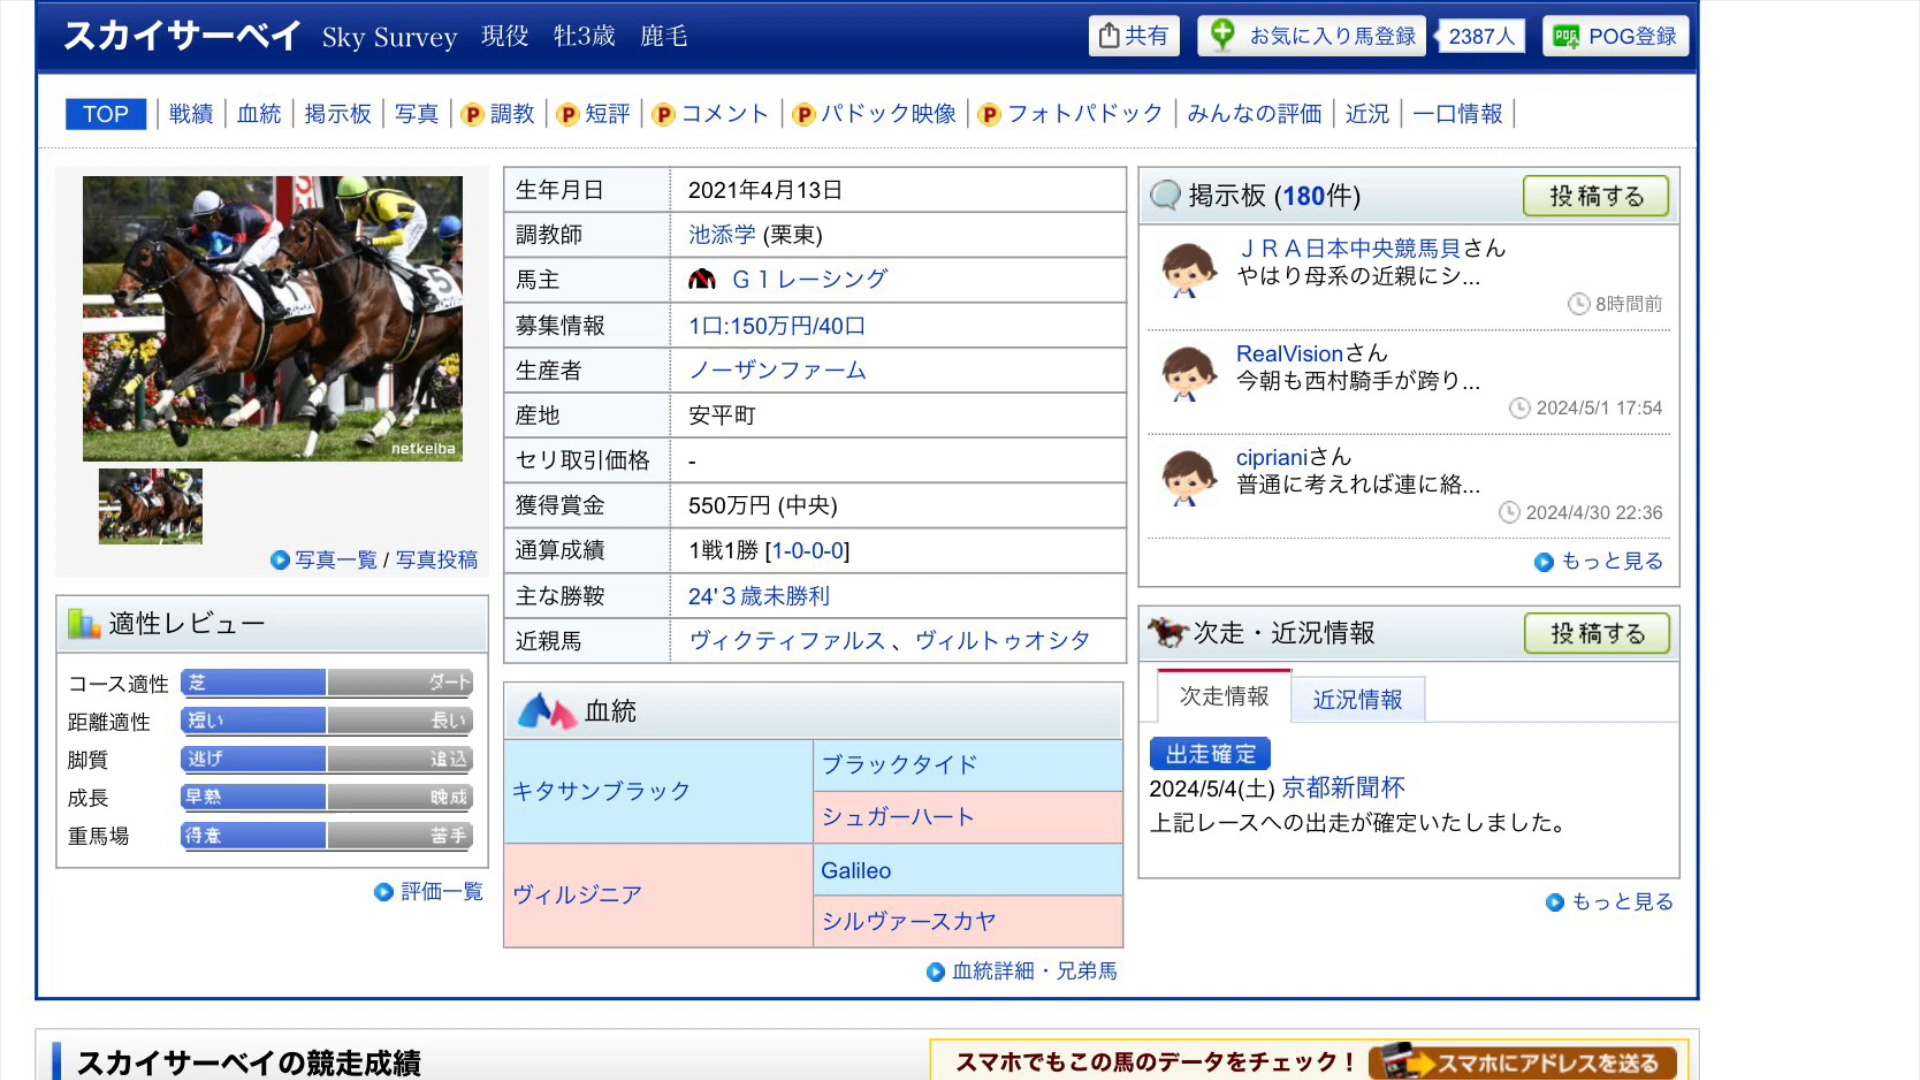 スカイサーベイ Sky Survey 現役 牡3歳 鹿毛
共有 お気に入り馬登録 2387人 POG登録
TOP 戦績 血統 掲示板 写真 P 調教 P 短評 P コメント P パドック映像 P フォトパドック みんなの評価 近況 一口情報
netkeiba
写真一覧 / 写真投稿
適性レビュー
コース適性 芝 ダート
距離適性 短い 長い
脚質 逃げ 追込
成長 早熟 晩成
重馬場 得意 苦手
評価一覧
生年月日 2021年4月13日
調教師 池添学 (栗東)
馬主 G1レーシング
募集情報 1口:150万円/40口
生産者 ノーザンファーム
産地 安平町
セリ取引価格 -
獲得賞金 550万円 (中央)
通算成績 1戦1勝 [1-0-0-0]
主な勝鞍 24'3歳未勝利
近親馬 ヴィクティファルス 、ヴィルトゥオシタ
血統
キタサンブラック
ブラックタイド
シュガーハート
ヴィルジニア
Galileo
シルヴァースカヤ
血統詳細・兄弟馬
掲示板 (180件) 投稿する
JRA日本中央競馬貝さん
やはり母系の近親にシ...
8時間前
RealVisionさん
今朝も西村騎手が跨り...
2024/5/1 17:54
ciprianiさん
普通に考えれば連に絡...
2024/4/30 22:36
もっと見る
次走・近況情報 投稿する
次走情報 近況情報
出走確定
2024/5/4(土) 京都新聞杯
上記レースへの出走が確定いたしました。
もっと見る
スカイサーベイの競走成績
スマホでもこの馬のデータをチェック！ スマホにアドレスを送る